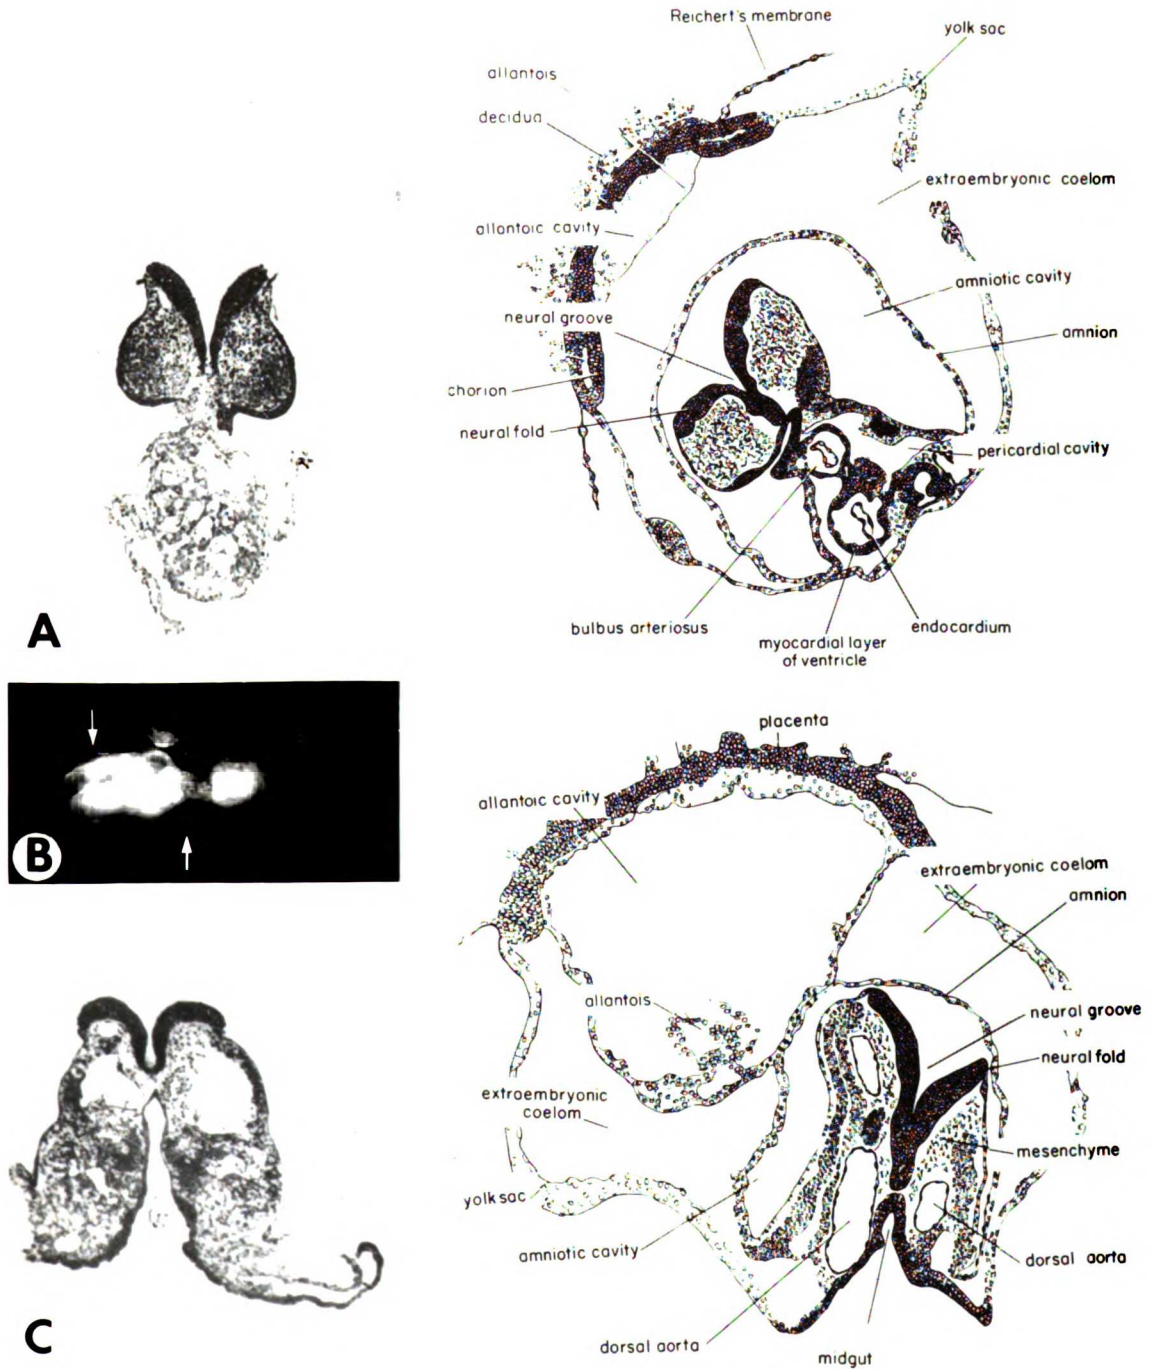 Reichert's membrane
yolk sac
allantois
decidua
extraembryonic coelom
allantoic cavity
amniotic cavity
neural groove
amnion
chorion
neural fold
pericardial cavity
bulbus arteriosus
endocardium
myocardial layer
of ventricle
A
B
placenta
allantoic cavity
extraembryonic coelom
amnion
allantois
neural groove
neural fold
extraembryonic
coelom
mesenchyme
yolk sac
amniotic cavity
dorsal aorta
dorsal aorta
midgut
C